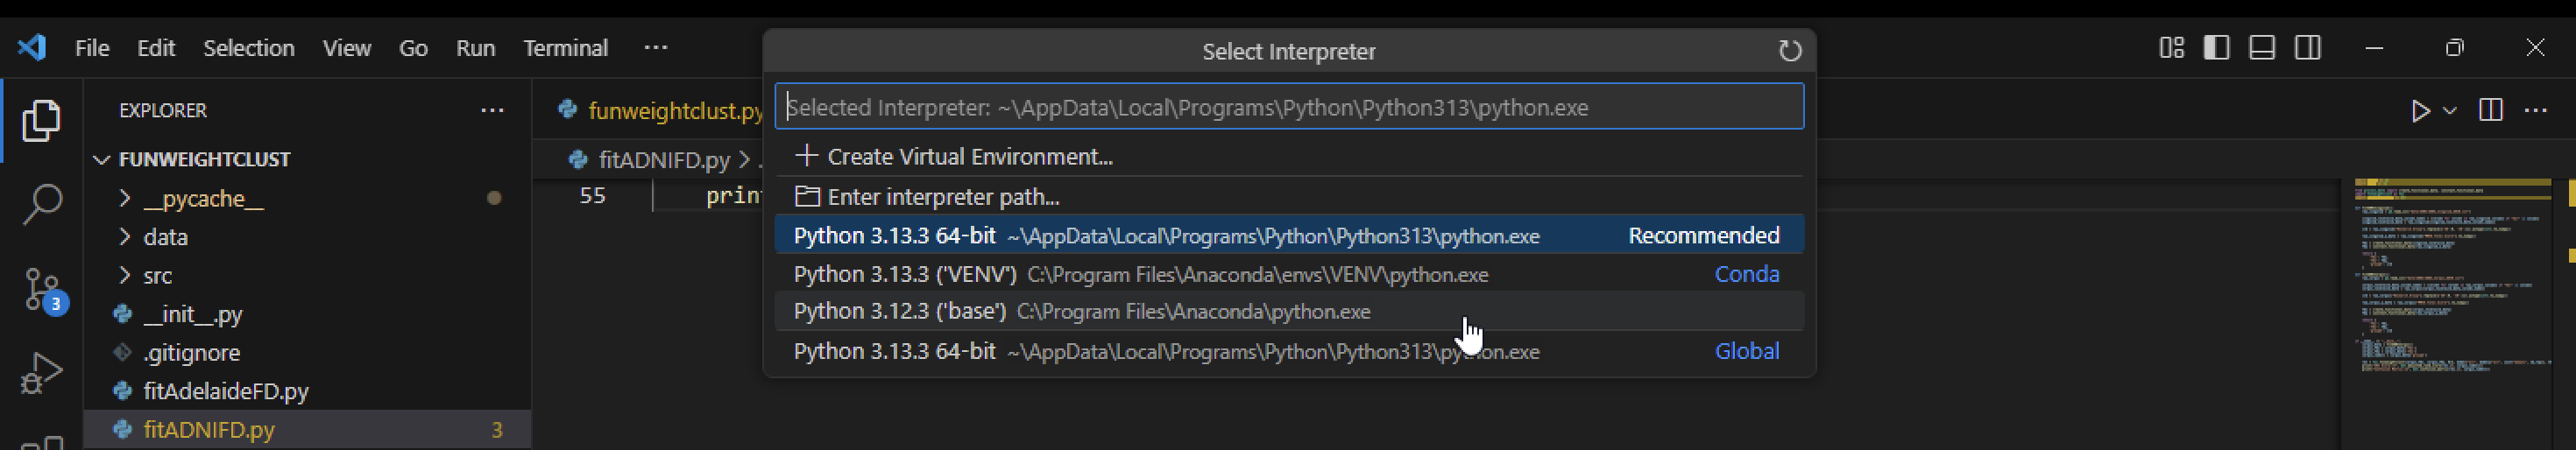 File Edit Selection View Go Run Terminal ...
Select Interpreter
EXPLORER ...
funweightclust.py
Selected Interpreter: ~\AppData\Local\Programs\Python\Python313\python.exe
FUNWEIGHTCLUST
fitADNIFD.py > .
+ Create Virtual Environment...
__pycache__
55 prin
Enter interpreter path...
data
Python 3.13.3 64-bit ~\AppData\Local\Programs\Python\Python313\python.exe Recommended
src
Python 3.13.3 ('VENV') C:\Program Files\Anaconda\envs\VENV\python.exe Conda
3
__init__.py
Python 3.12.3 ('base') C:\Program Files\Anaconda\python.exe
.gitignore
Python 3.13.3 64-bit ~\AppData\Local\Programs\Python\Python313\python.exe Global
fitAdelaideFD.py
fitADNIFD.py 3